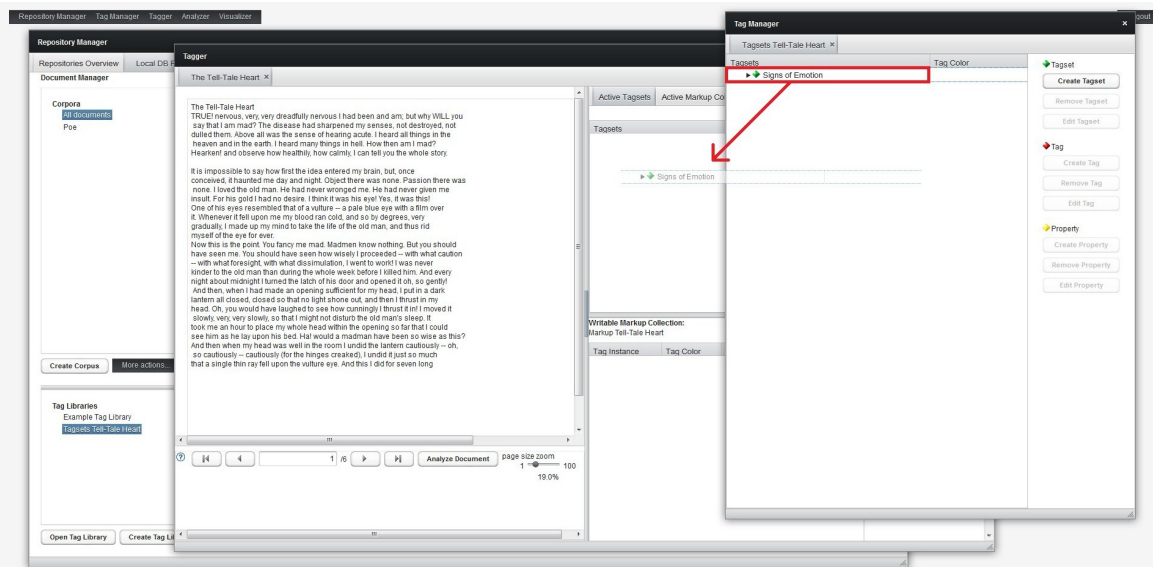 Repository Manager Tag Manager Tagger Analyzer Visualizer
gout
Repository Manager
Repositories Overview Local DB
Document Manager
Corpora
All documents
Poe
Create Corpus More actions...
Tag Libraries
Example Tag Library
Tagsets Tell-Tale Heart
Open Tag Library Create Tag Li
Tagger
The Tell-Tale Heart ×
The Tell-Tale Heart
TRUE! nervous, very, very dreadfully nervous I had been and am; but why WILL you
say that I am mad? The disease had sharpened my senses, not destroyed, not
dulled them. Above all was the sense of hearing acute. I heard all things in the
heaven and in the earth. I heard many things in hell. How then am I mad?
Hearken! and observe how healthily, how calmly, I can tell you the whole story.
It is impossible to say how first the idea entered my brain, but, once
conceived, it haunted me day and night. Object there was none. Passion there was
none. I loved the old man. He had never wronged me. He had never given me
insult. For his gold I had no desire. I think it was his eye! Yes, it was this!
One of his eyes resembled that of a vulture -- a pale blue eye with a film over
it. Whenever it fell upon me my blood ran cold, and so by degrees, very
gradually, I made up my mind to take the life of the old man, and thus rid
myself of the eye for ever.
Now this is the point. You fancy me mad. Madmen know nothing. But you should
have seen me. You should have seen how wisely I proceeded -- with what caution
-- with what foresight, with what dissimulation, I went to work! I was never
kinder to the old man than during the whole week before I killed him. And every
night about midnight I turned the latch of his door and opened it oh, so gently!
And then, when I had made an opening sufficient for my head, I put in a dark
lantern all closed, closed so that no light shone out, and then I thrust in my
head. Oh, you would have laughed to see how cunningly I thrust it in! I moved it
slowly, very, very slowly, so that I might not disturb the old man's sleep. It
took me an hour to place my whole head within the opening so far that I could
see him as he lay upon his bed. Ha! would a madman have been so wise as this?
And then when my head was well in the room I undid the lantern cautiously -- oh,
so cautiously -- cautiously (for the hinges creaked), I undid it just so much
that a single thin ray fell upon the vulture eye. And this I did for seven long
1 /6 Analyze Document page size zoom
1 100
19.0%
Active Tagsets Active Markup Co
Tagsets
Signs of Emotion
Writable Markup Collection:
Markup Tell-Tale Heart
Tag Instance Tag Color
Tag Manager ×
Tagsets Tell-Tale Heart ×
Tagsets Tag Color
Signs of Emotion
Tagset
Create Tagset
Remove Tagset
Edit Tagset
Tag
Create Tag
Remove Tag
Edit Tag
Property
Create Property
Remove Property
Edit Property